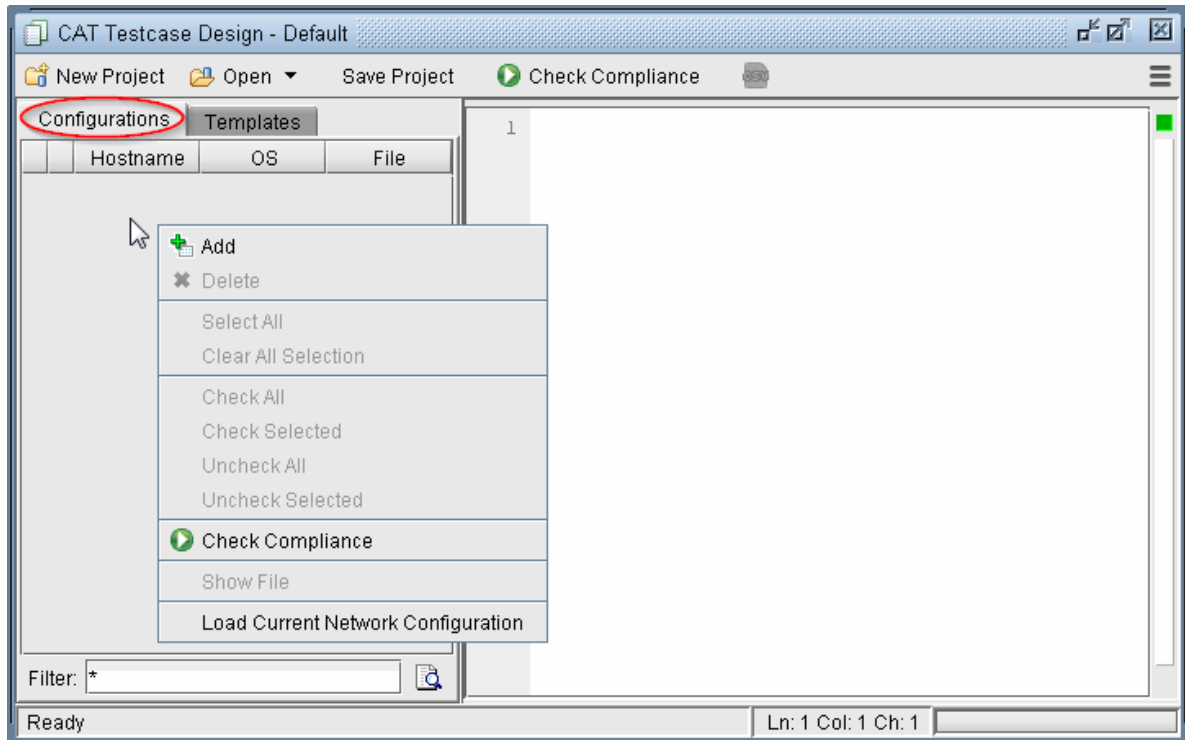 CAT Testcase Design - Default
New Project Open Save Project Check Compliance
Configurations Templates
Hostname OS File
1
Add
Delete
Select All
Clear All Selection
Check All
Check Selected
Uncheck All
Uncheck Selected
Check Compliance
Show File
Load Current Network Configuration
Filter: *
Ready Ln: 1 Col: 1 Ch: 1